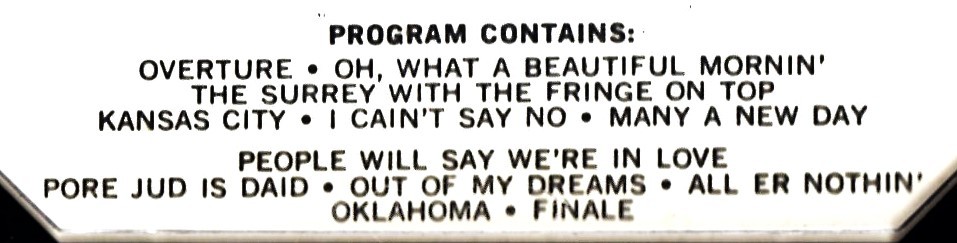 PROGRAM CONTAINS:
OVERTURE • OH, WHAT A BEAUTIFUL MORNIN'
THE SURREY WITH THE FRINGE ON TOP
KANSAS CITY • I CAIN'T SAY NO • MANY A NEW DAY
PEOPLE WILL SAY WE'RE IN LOVE
PORE JUD IS DAID • OUT OF MY DREAMS • ALL ER NOTHIN'
OKLAHOMA • FINALE